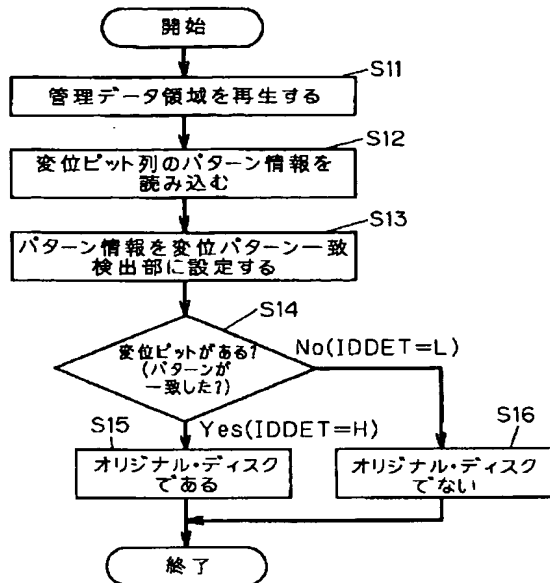 開始
S11
管理データ領域を再生する
S12
変位ピット列のパターン情報を
読み込む
S13
パターン情報を変位パターン一致
検出部に設定する
S14
変位ピットがある?
(パターンが
一致した?)
No(IDDET=L)
Yes(IDDET=H)
S15
オリジナル・ディスク
である
S16
オリジナル・ディスク
でない
終了